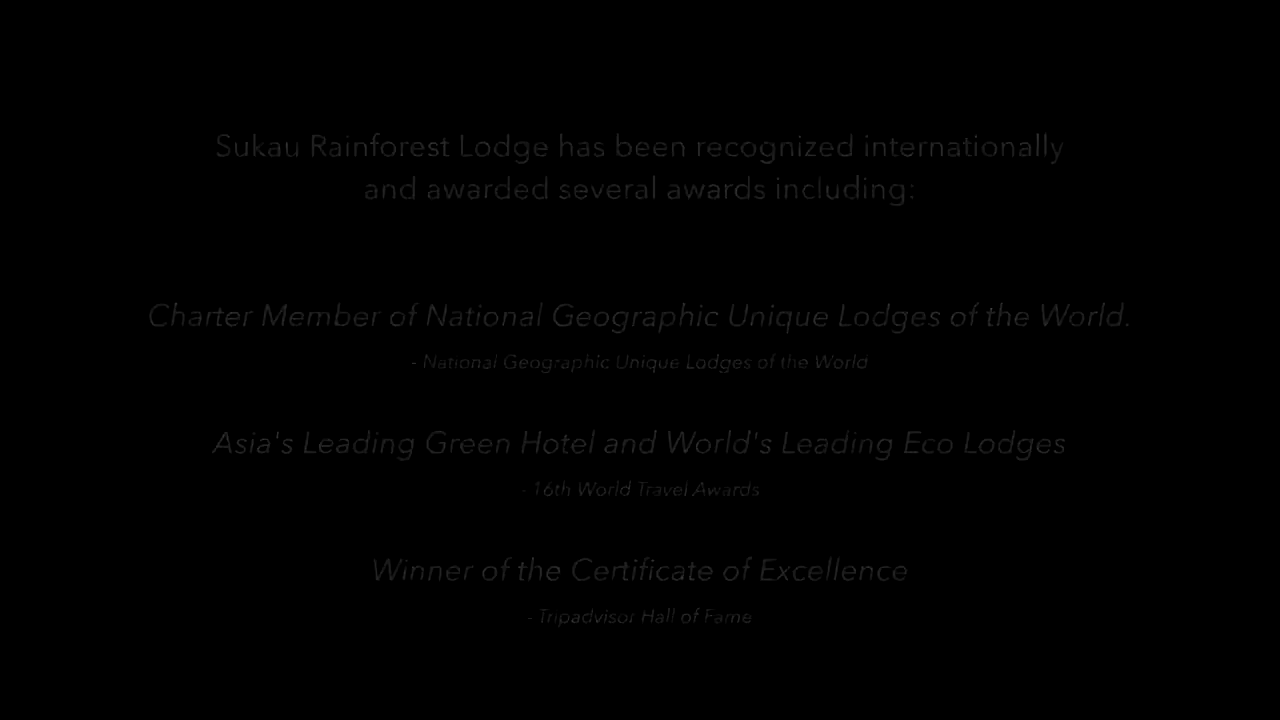 Sukau Rainforest Lodge has been recognized internationally
and awarded several awards including:
Charter Member of National Geographic Unique Lodges of the World.
- National Geographic Unique Lodges of the World
Asia's Leading Green Hotel and World's Leading Eco Lodges
- 16th World Travel Awards
Winner of the Certificate of Excellence
- Tripadvisor Hall of Fame